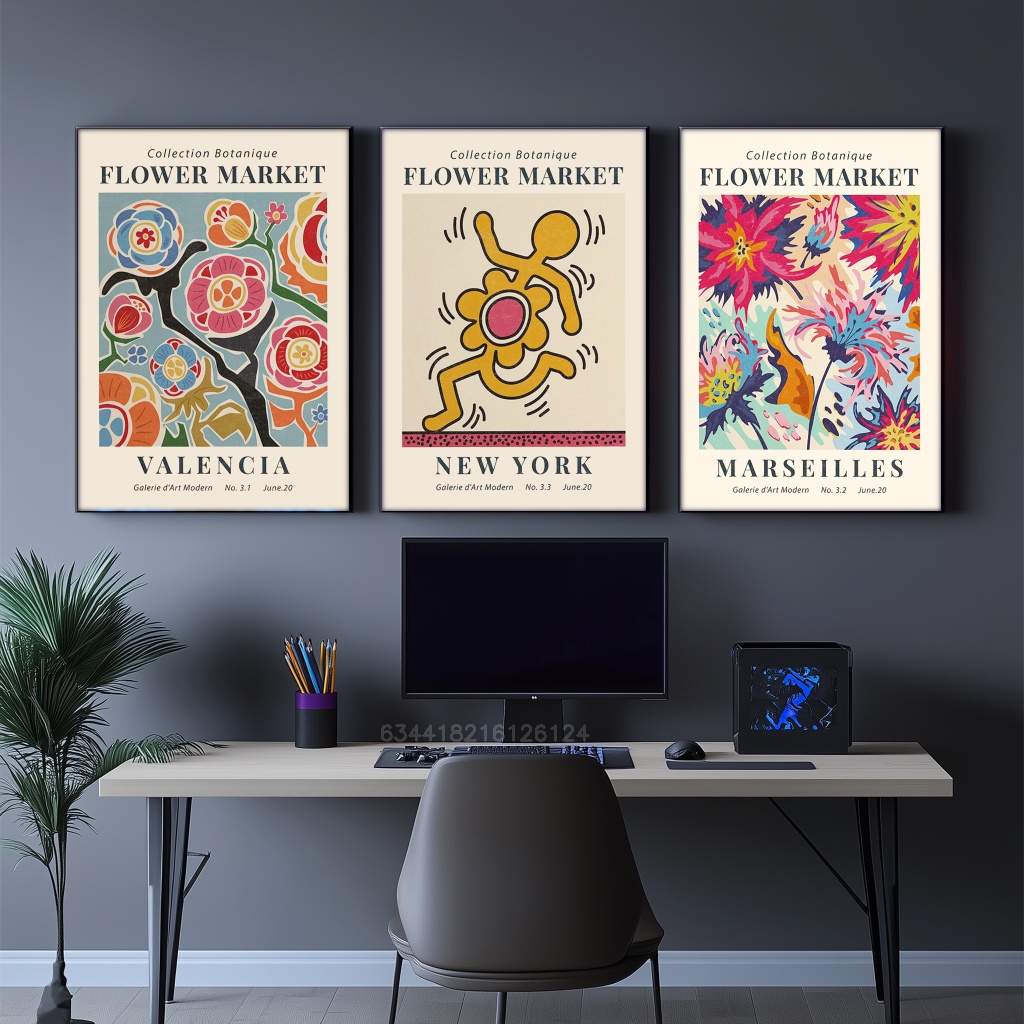 Collection Botanique
FLOWER MARKET
VALENCIA
Galerie d'Art Modern No. 3.1 June.20
Collection Botanique
FLOWER MARKET
NEW YORK
Galerie d'Art Modern No. 3.3 June.20
Collection Botanique
FLOWER MARKET
MARSEILLES
Galerie d'Art Modern No. 3.2 June.20
hp
634418216126124